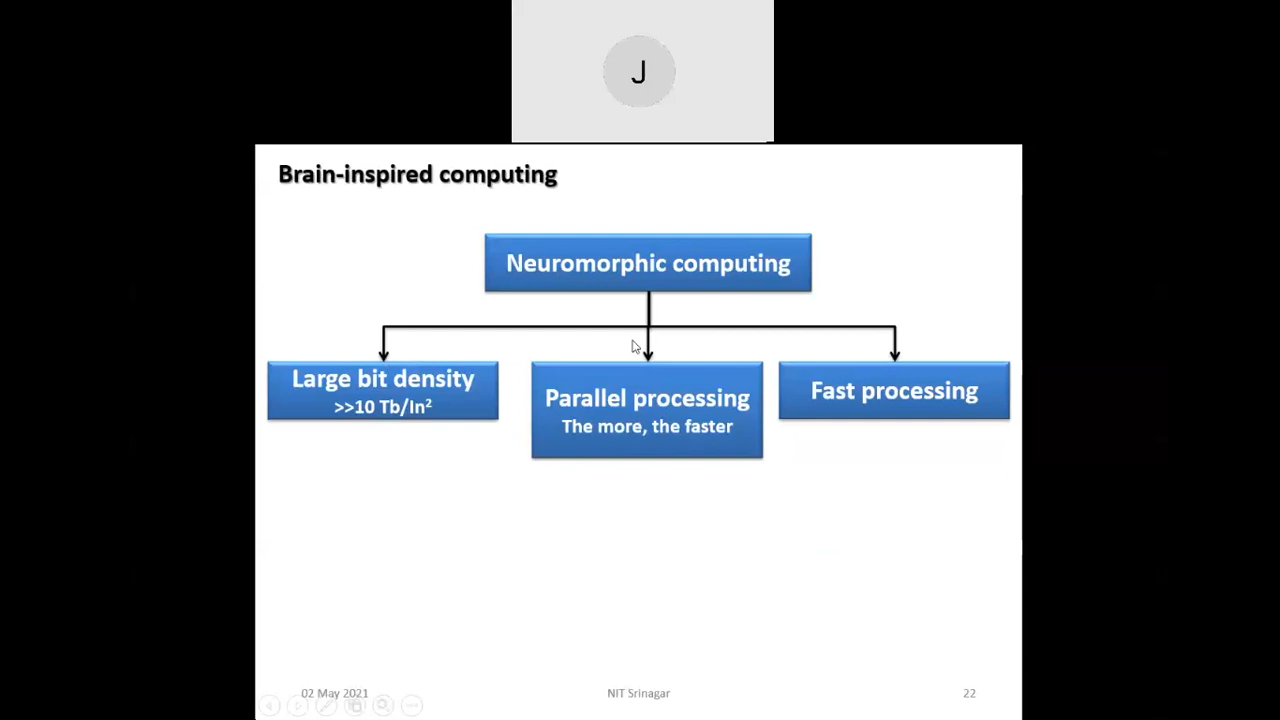 J
Brain-inspired computing
Neuromorphic computing
Large bit density
>>10 Tb/In²
Parallel processing
The more, the faster
Fast processing
02 May 2021
NIT Srinagar
22